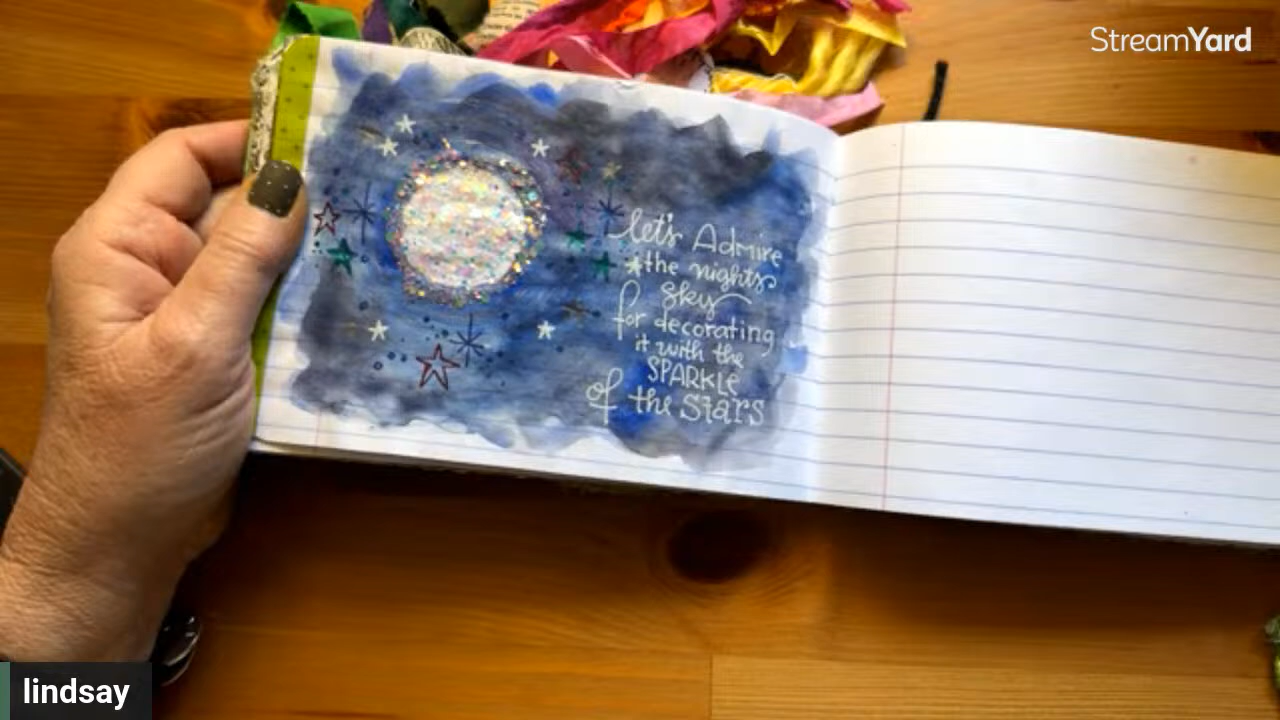 StreamYard
let's Admire
the nights
sky
for decorating
it with the
SPARKLE
of the Stars
lindsay